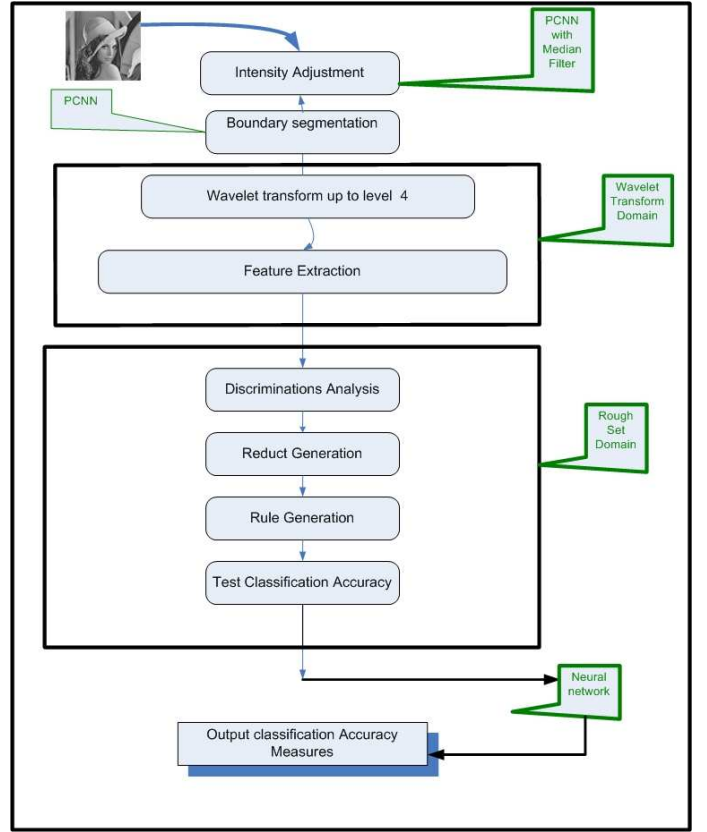 PCNN
with
Median
Filter
Intensity Adjustment
PCNN
Boundary segmentation
Wavelet transform up to level 4
Wavelet
Transform
Domain
Feature Extraction
Discriminations Analysis
Rough
Set
Domain
Reduct Generation
Rule Generation
Test Classification Accuracy
Neural
network
Output classification Accuracy
Measures